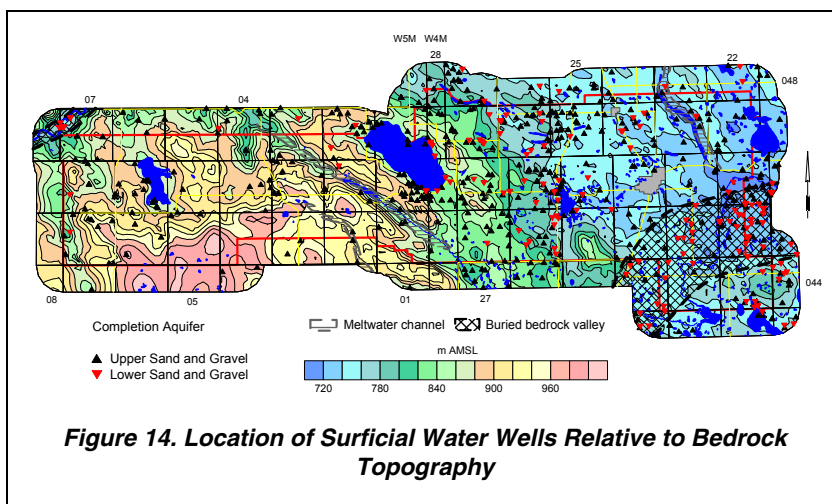 W5M W4M
28
25
22
07
04
048
08
05
01
27
044
Completion Aquifer
Meltwater channel
Buried bedrock valley
Upper Sand and Gravel
Lower Sand and Gravel
m AMSL
720 780 840 900 960
Figure 14. Location of Surficial Water Wells Relative to Bedrock
Topography